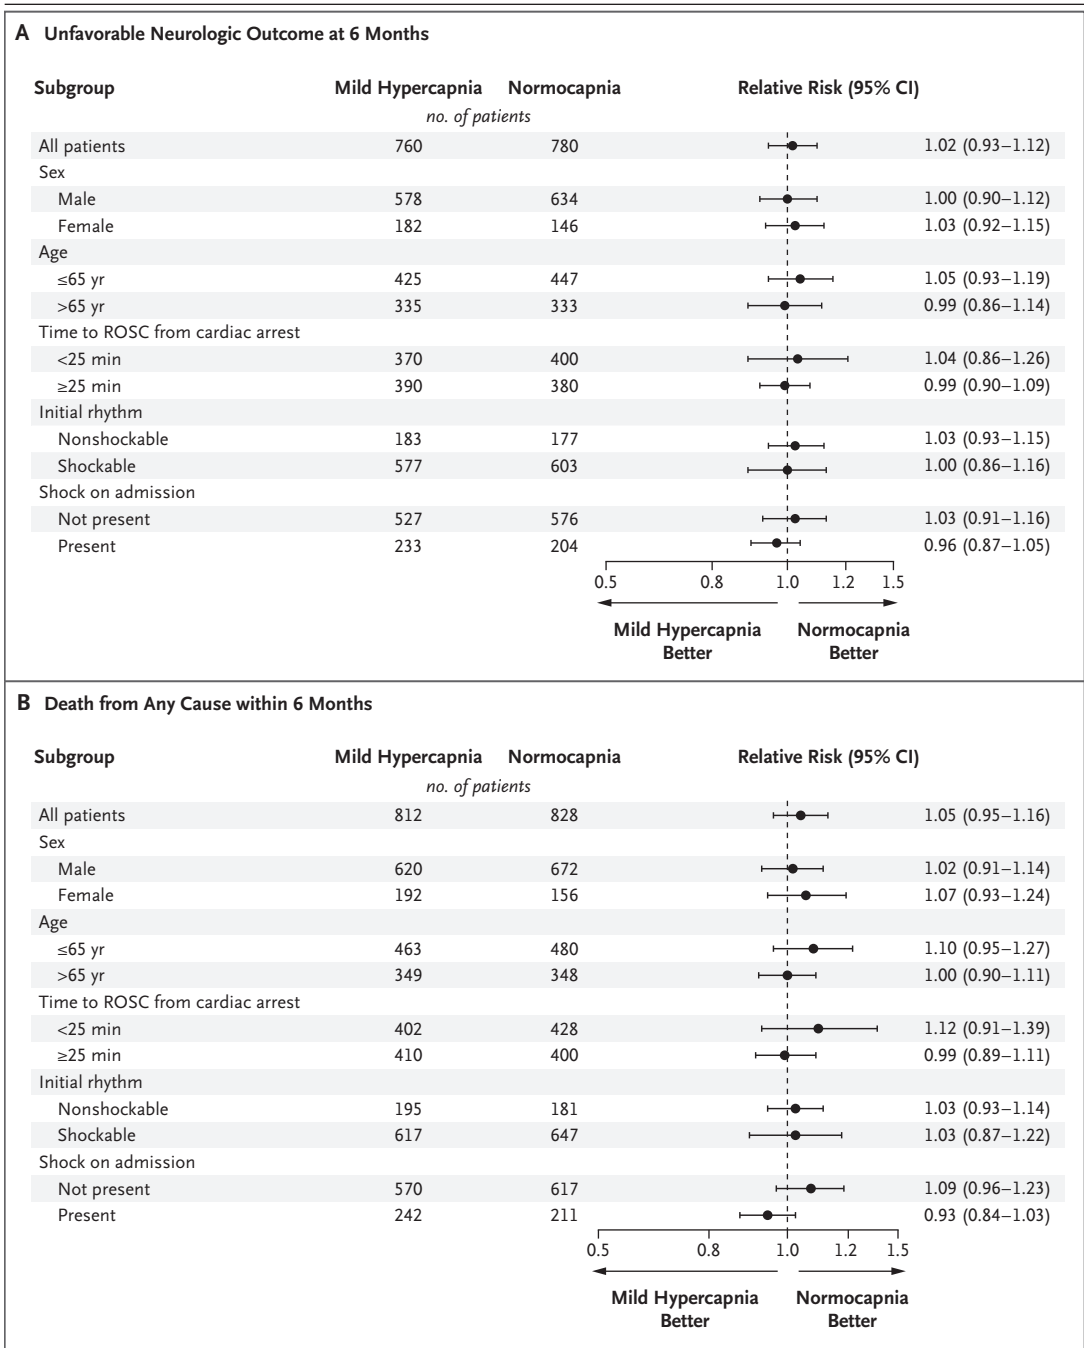 A Unfavorable Neurologic Outcome at 6 Months
Subgroup Mild Hypercapnia Normocapnia Relative Risk (95% CI)
no. of patients
All patients 760 780 1.02 (0.93–1.12)
Sex
Male 578 634 1.00 (0.90–1.12)
Female 182 146 1.03 (0.92–1.15)
Age
≤65 yr 425 447 1.05 (0.93–1.19)
>65 yr 335 333 0.99 (0.86–1.14)
Time to ROSC from cardiac arrest
<25 min 370 400 1.04 (0.86–1.26)
≥25 min 390 380 0.99 (0.90–1.09)
Initial rhythm
Nonshockable 183 177 1.03 (0.93–1.15)
Shockable 577 603 1.00 (0.86–1.16)
Shock on admission
Not present 527 576 1.03 (0.91–1.16)
Present 233 204 0.96 (0.87–1.05)
0.5 0.8 1.0 1.2 1.5
Mild Hypercapnia Normocapnia
Better Better
B Death from Any Cause within 6 Months
Subgroup Mild Hypercapnia Normocapnia Relative Risk (95% CI)
no. of patients
All patients 812 828 1.05 (0.95–1.16)
Sex
Male 620 672 1.02 (0.91–1.14)
Female 192 156 1.07 (0.93–1.24)
Age
≤65 yr 463 480 1.10 (0.95–1.27)
>65 yr 349 348 1.00 (0.90–1.11)
Time to ROSC from cardiac arrest
<25 min 402 428 1.12 (0.91–1.39)
≥25 min 410 400 0.99 (0.89–1.11)
Initial rhythm
Nonshockable 195 181 1.03 (0.93–1.14)
Shockable 617 647 1.03 (0.87–1.22)
Shock on admission
Not present 570 617 1.09 (0.96–1.23)
Present 242 211 0.93 (0.84–1.03)
0.5 0.8 1.0 1.2 1.5
Mild Hypercapnia Normocapnia
Better Better